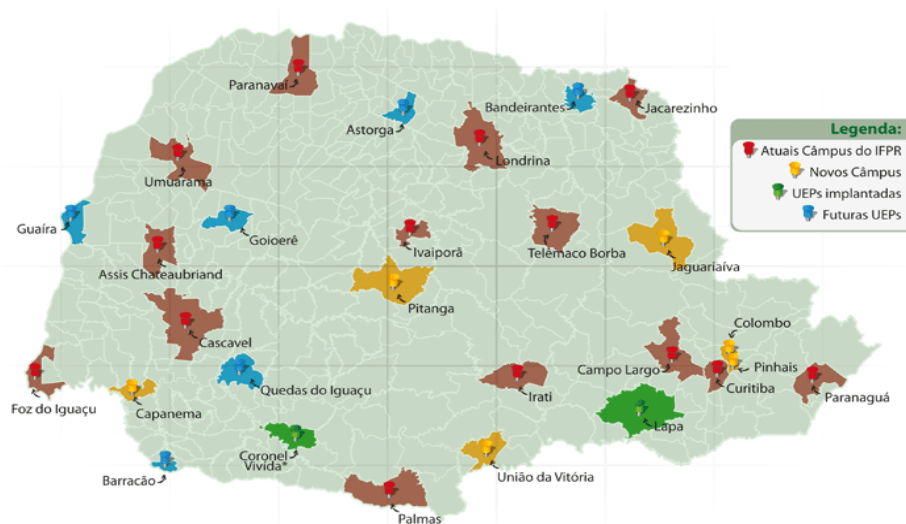 Paranavaí
Astorga
Bandeirantes
Jacarezinho
Londrina
Legenda:
Atuais Câmpus do IFPR
Novos Câmpus
UEPs implantadas
Futuras UEPs
Umuarama
Guaíra
Goioerê
Ivaiporã
Telêmaco Borba
Jaguariaíva
Assis Chateaubriand
Pitanga
Cascavel
Colombo
Pinhais
Campo Largo
Curitiba
Paranaguá
Foz do Iguaçu
Capanema
Quedas do Iguaçu
Irati
Lapa
Coronel
Vivida*
Barracão
União da Vitória
Palmas